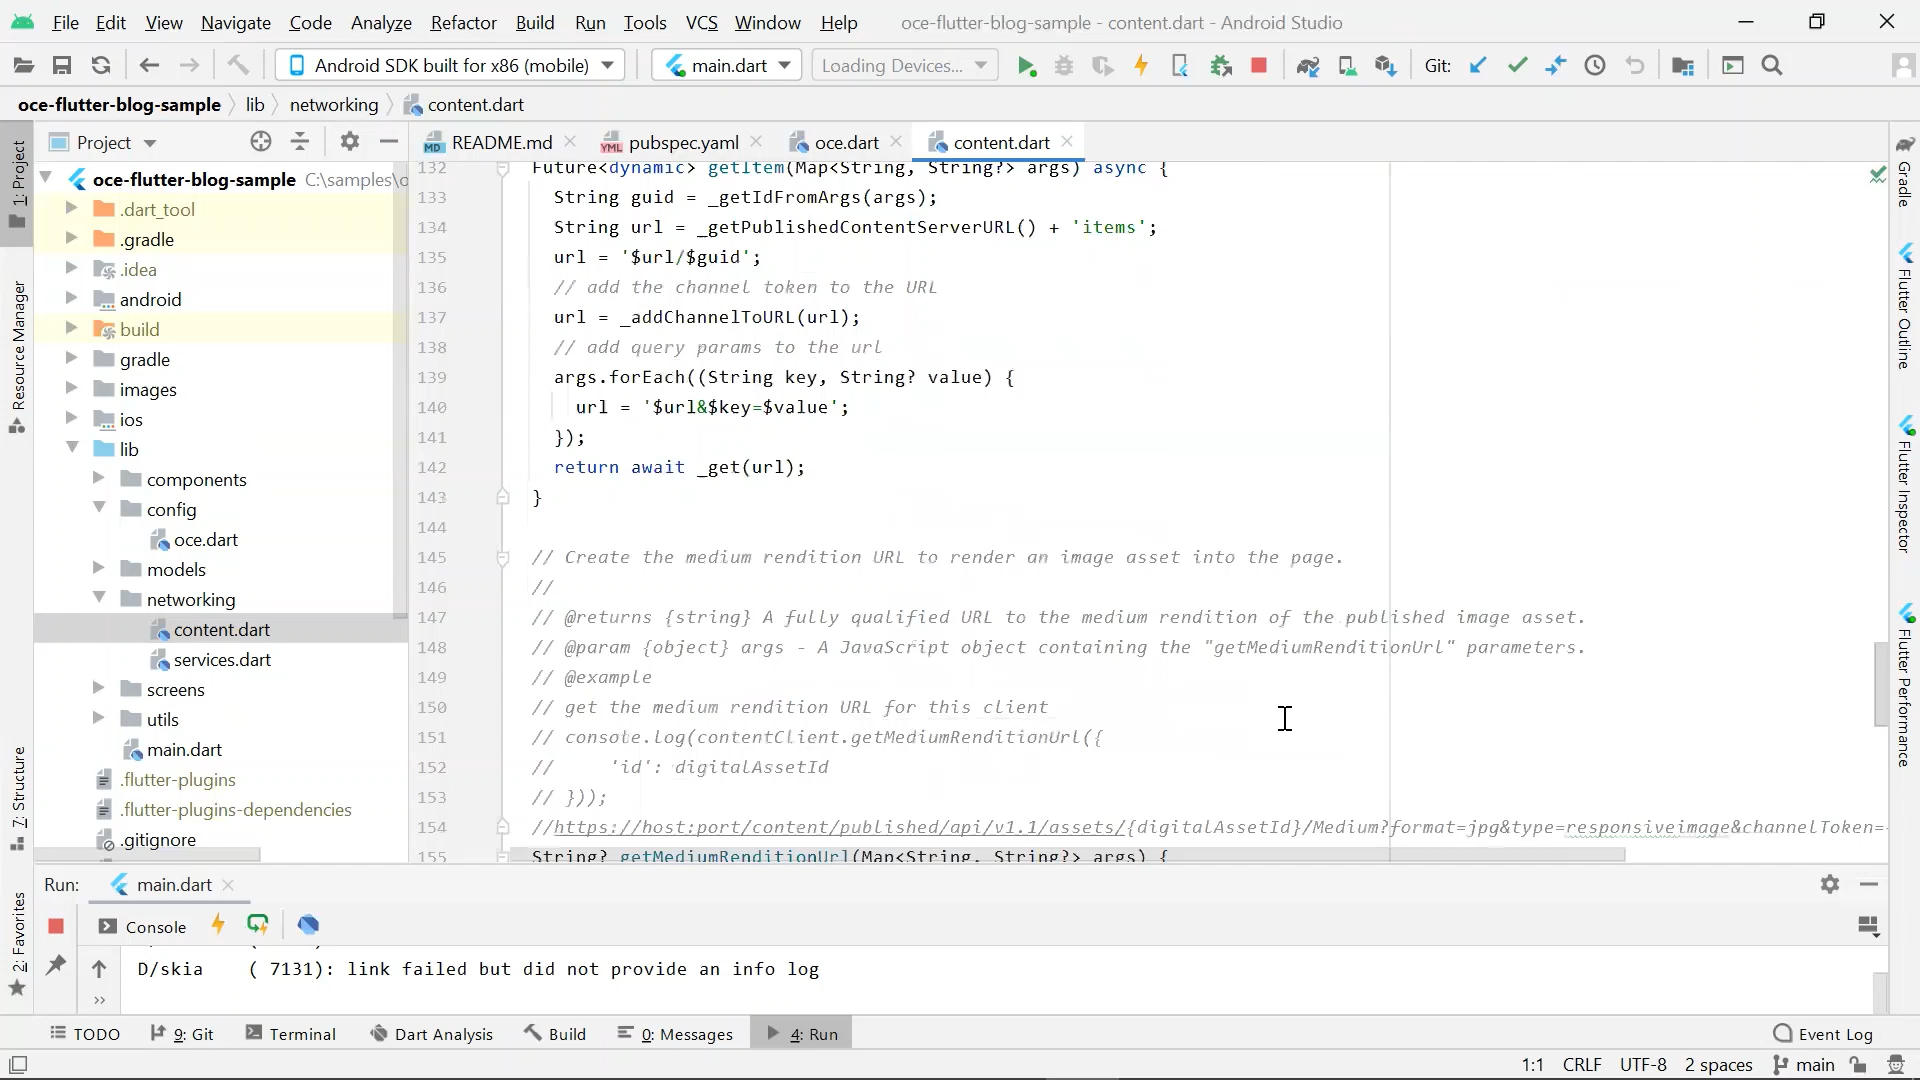 File Edit View Navigate Code Analyze Refactor Build Run Tools VCS Window Help oce-flutter-blog-sample - content.dart - Android Studio
Android SDK built for x86 (mobile) main.dart Loading Devices... Git:
oce-flutter-blog-sample lib networking content.dart
Project
README.md pubspec.yaml oce.dart content.dart
1: Project
Resource Manager
7: Structure
2: Favorites
oce-flutter-blog-sample C:\samples\o
.dart_tool
.gradle
.idea
android
build
gradle
images
ios
lib
components
config
oce.dart
models
networking
content.dart
services.dart
screens
utils
main.dart
.flutter-plugins
.flutter-plugins-dependencies
.gitignore
132 Future<dynamic> getItem(Map<String, String?> args) async {
133 String guid = _getIdFromArgs(args);
134 String url = _getPublishedContentServerURL() + 'items';
135 url = '$url/$guid';
136 // add the channel token to the URL
137 url = _addChannelToURL(url);
138 // add query params to the url
139 args.forEach((String key, String? value) {
140 url = '$url&$key=$value';
141 });
142 return await _get(url);
143 }
144
145 // Create the medium rendition URL to render an image asset into the page.
146 //
147 // @returns {string} A fully qualified URL to the medium rendition of the published image asset.
148 // @param {object} args - A JavaScript object containing the "getMediumRenditionUrl" parameters.
149 // @example
150 // get the medium rendition URL for this client
151 // console.log(contentClient.getMediumRenditionUrl({
152 // 'id': digitalAssetId
153 // }));
154 //https://host:port/content/published/api/v1.1/assets/{digitalAssetId}/Medium?format=jpg&type=responsiveimage&channelToken=
155 String? getMediumRenditionUrl(Map<String, String?> args) {
Gradle
Flutter Outline
Flutter Inspector
Flutter Performance
Run: main.dart
Console
D/skia ( 7131): link failed but did not provide an info log
TODO 9: Git Terminal Dart Analysis Build 0: Messages 4: Run Event Log
1:1 CRLF UTF-8 2 spaces main